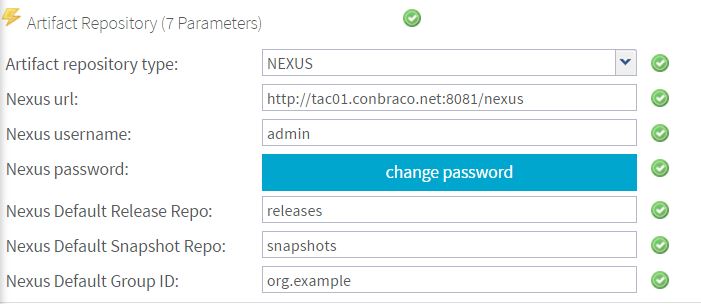 Artifact Repository (7 Parameters)
Artifact repository type: NEXUS
Nexus url: http://tac01.conbraco.net:8081/nexus
Nexus username: admin
Nexus password: change password
Nexus Default Release Repo: releases
Nexus Default Snapshot Repo: snapshots
Nexus Default Group ID: org.example